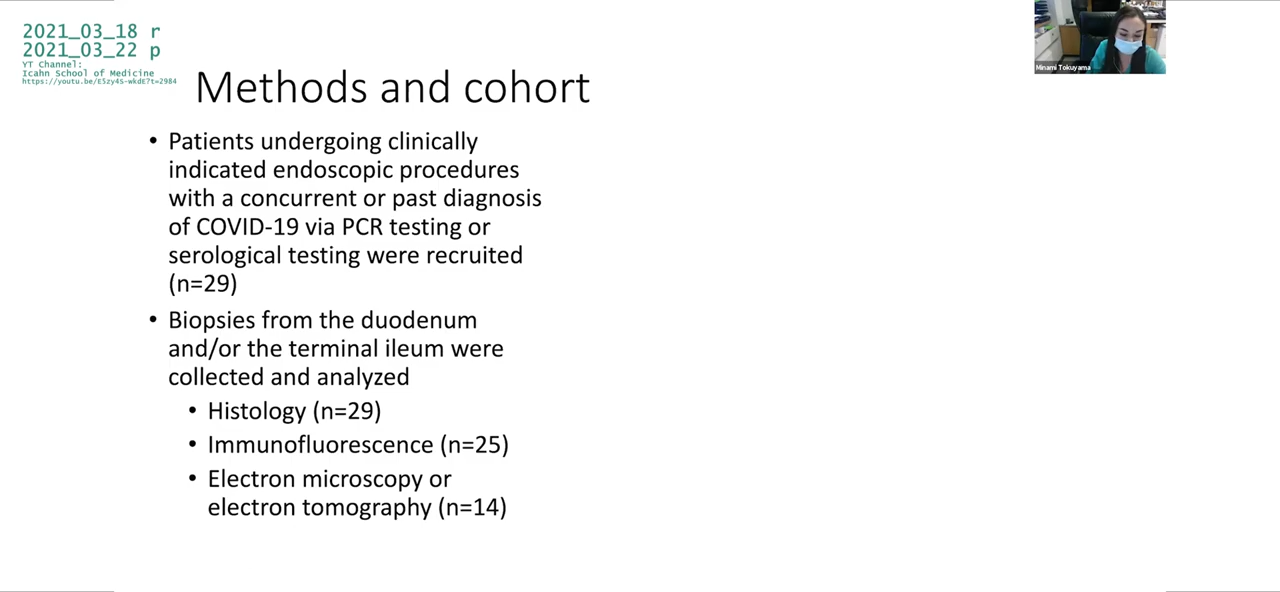 2021_03_18 r
2021_03_22 p
YT Channel:
Icahn School of Medicine
https://youtu.be/E5zy4S-wkdE?t=2984
Minami Tokuyama
Methods and cohort
• Patients undergoing clinically
indicated endoscopic procedures
with a concurrent or past diagnosis
of COVID-19 via PCR testing or
serological testing were recruited
(n=29)
• Biopsies from the duodenum
and/or the terminal ileum were
collected and analyzed
• Histology (n=29)
• Immunofluorescence (n=25)
• Electron microscopy or
electron tomography (n=14)